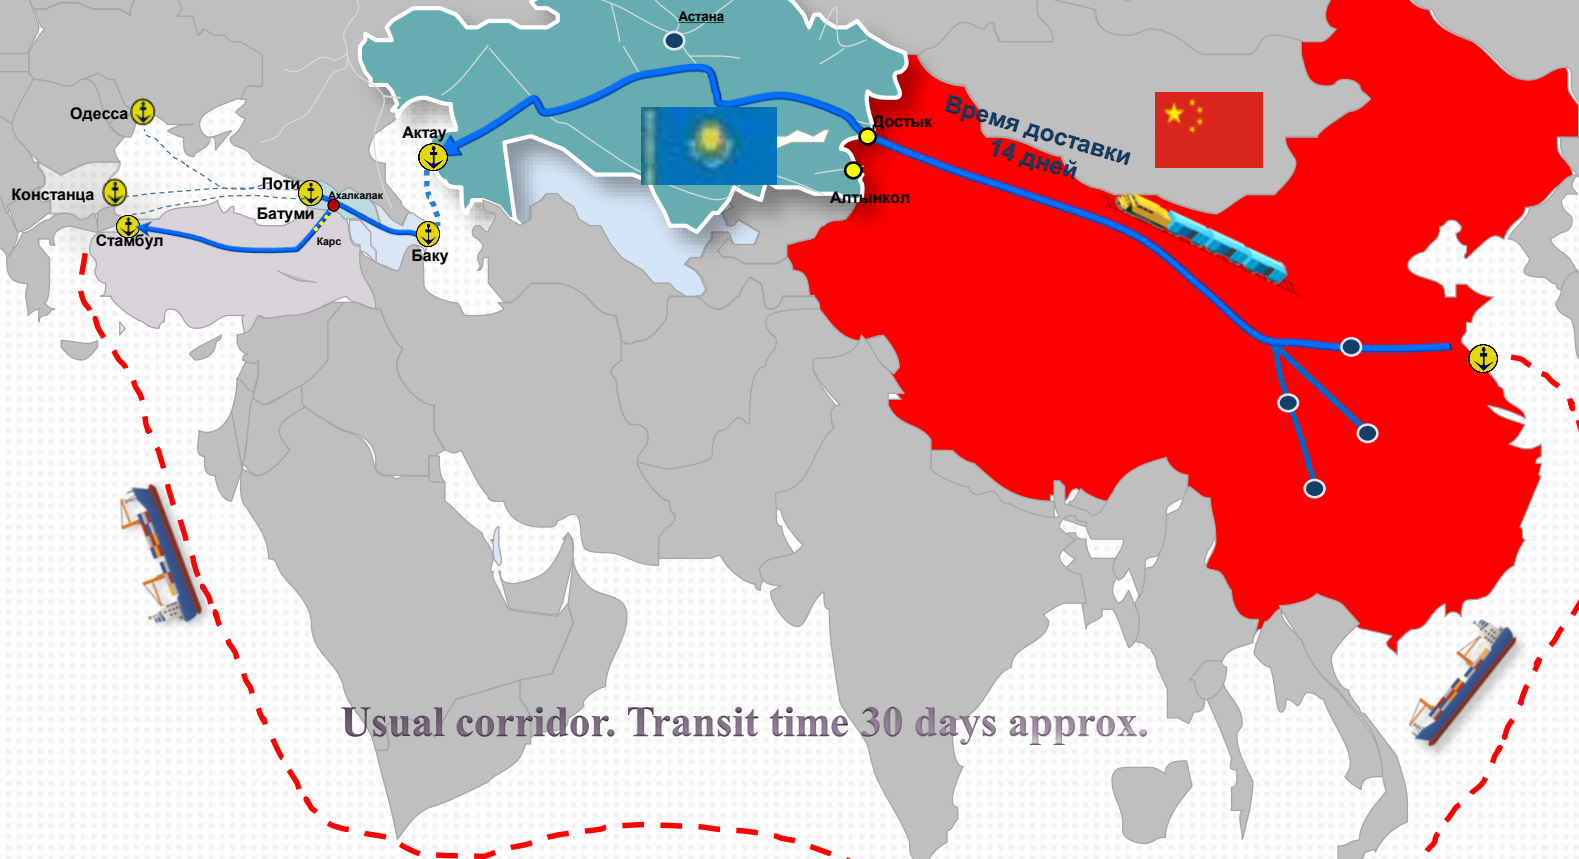 Астана
Одесса
Актау
Достык
Время доставки
14 дней
Констанца
Поти
Ахалкалак
Алтынкол
Батуми
Стамбул
Карс
Баку
Usual corridor. Transit time 30 days approx.